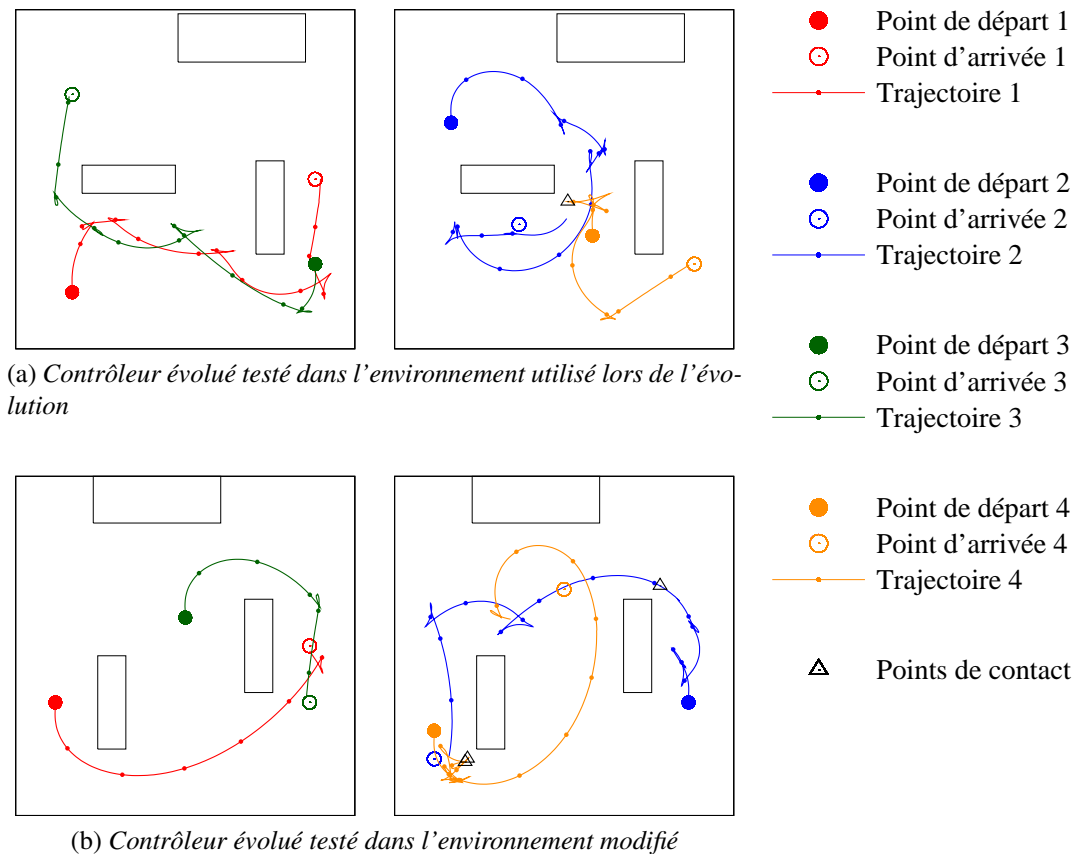 Point de départ 1
Point d'arrivée 1
Trajectoire 1
Point de départ 2
Point d'arrivée 2
Trajectoire 2
Point de départ 3
Point d'arrivée 3
Trajectoire 3
Point de départ 4
Point d'arrivée 4
Trajectoire 4
Points de contact
(a) Contrôleur évolué testé dans l'environnement utilisé lors de l'évo-
lution
(b) Contrôleur évolué testé dans l'environnement modifié